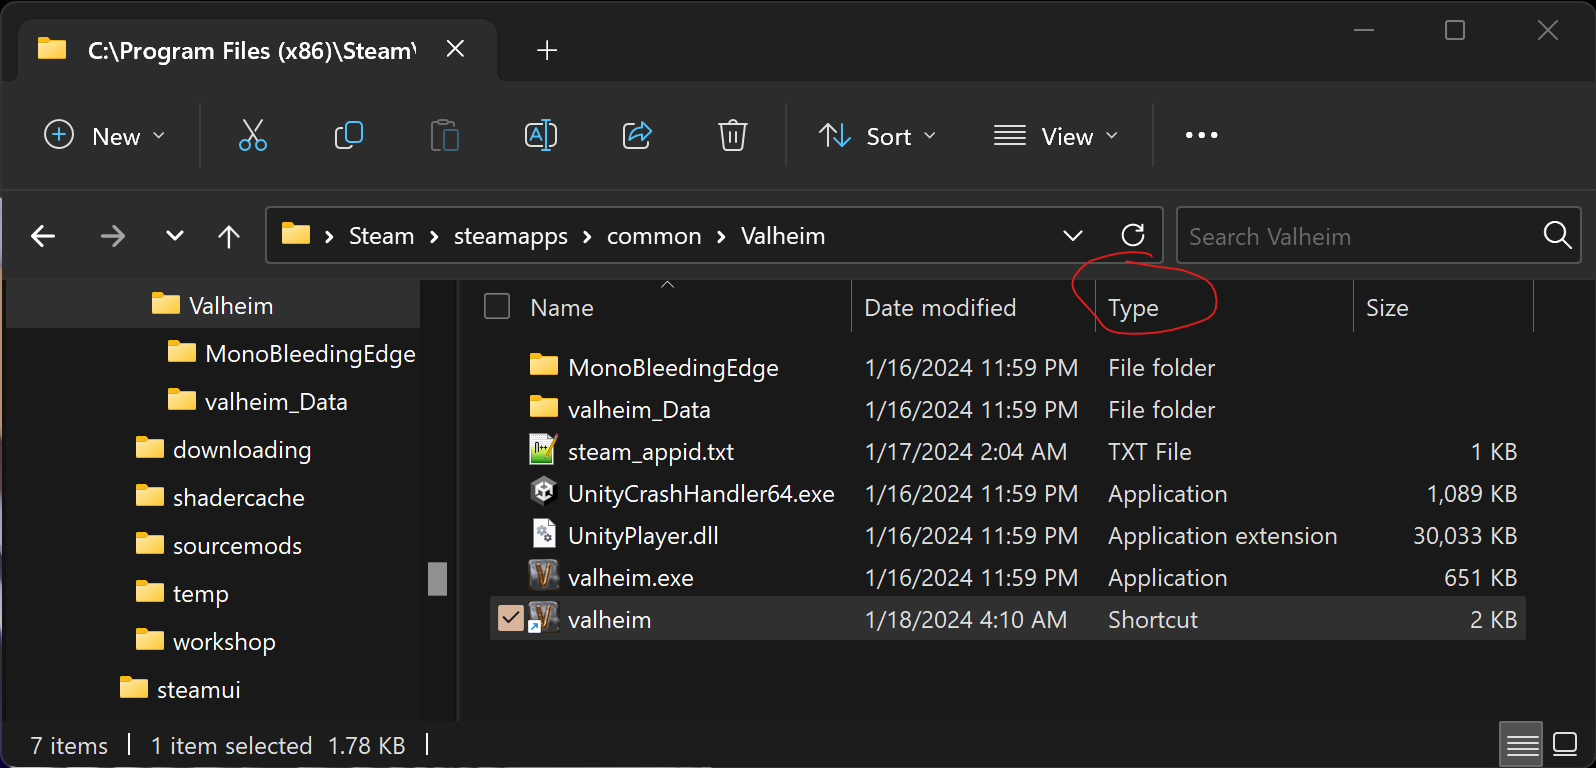 C:\Program Files (x86)\Steam\
New Sort View
Steam steamapps common Valheim Search Valheim
Valheim
MonoBleedingEdge
valheim_Data
downloading
shadercache
sourcemods
temp
workshop
steamui
Name Date modified Type Size
MonoBleedingEdge 1/16/2024 11:59 PM File folder
valheim_Data 1/16/2024 11:59 PM File folder
steam_appid.txt 1/17/2024 2:04 AM TXT File 1 KB
UnityCrashHandler64.exe 1/16/2024 11:59 PM Application 1,089 KB
UnityPlayer.dll 1/16/2024 11:59 PM Application extension 30,033 KB
valheim.exe 1/16/2024 11:59 PM Application 651 KB
valheim 1/18/2024 4:10 AM Shortcut 2 KB
7 items 1 item selected 1.78 KB